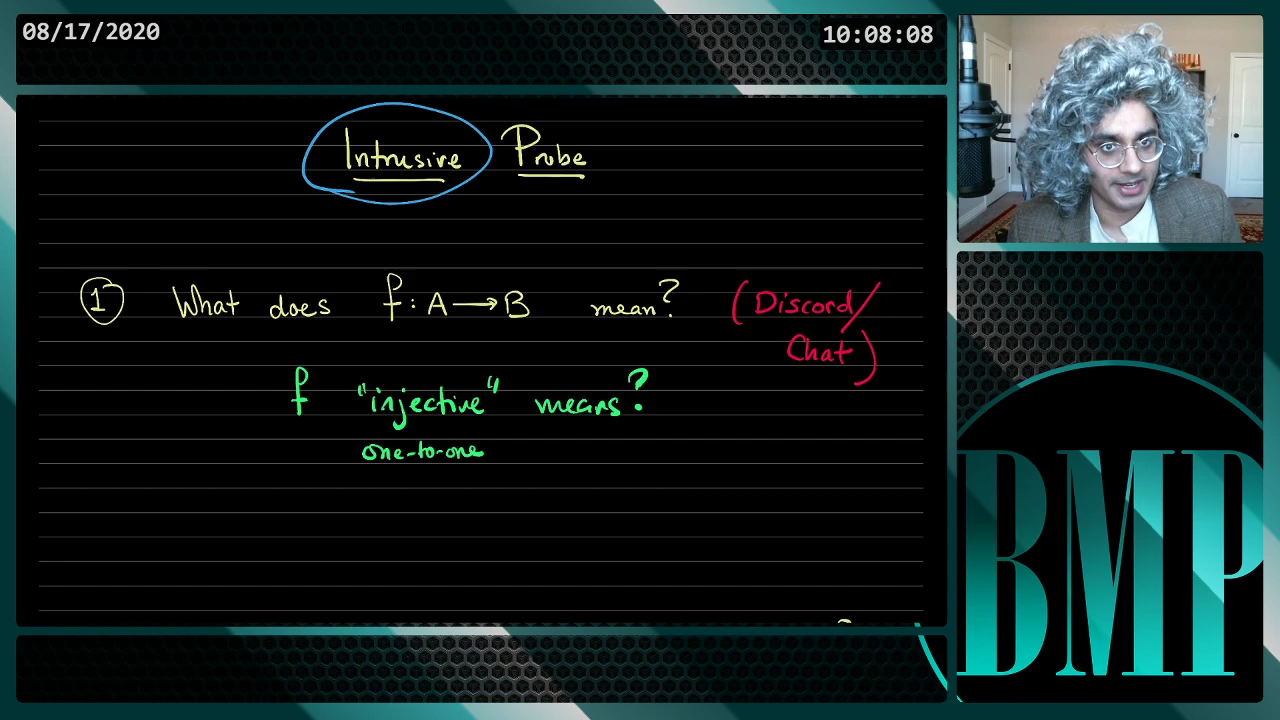 08/17/2020
10:08:08
Intrusive Probe
1 What does f : A → B mean? (Discord/
Chat)
f "injective" means?
one-to-one
BMP